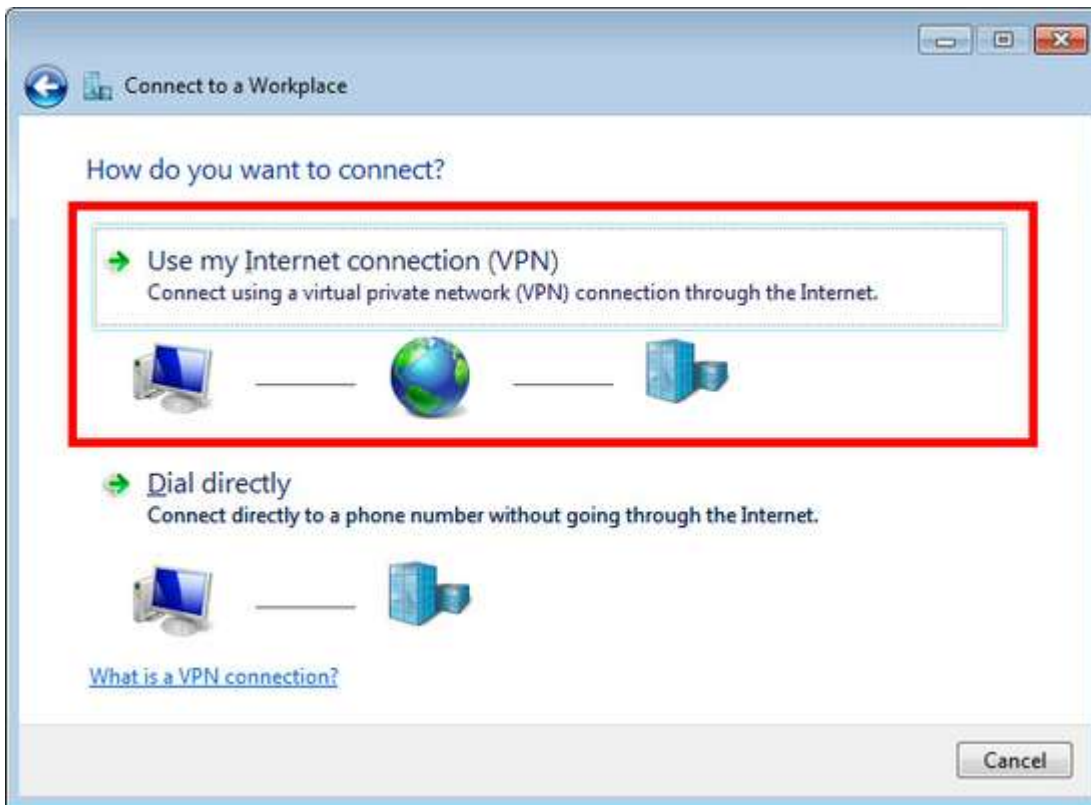 Connect to a Workplace
How do you want to connect?
Use my Internet connection (VPN)
Connect using a virtual private network (VPN) connection through the Internet.
Dial directly
Connect directly to a phone number without going through the Internet.
What is a VPN connection?
Cancel